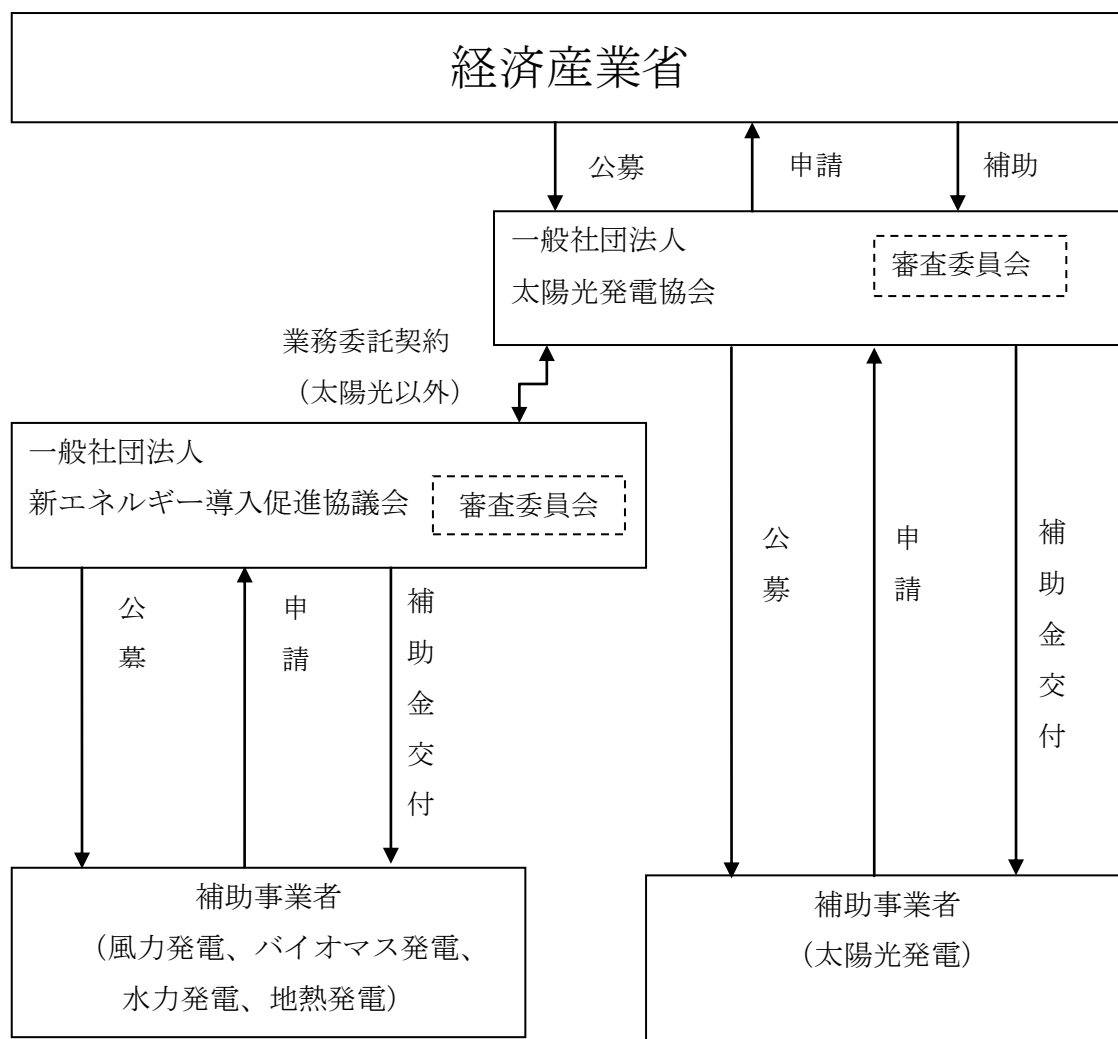 経済産業省
公募
申請
補助
一般社団法人
太陽光発電協会
審査委員会
業務委託契約
(太陽光以外)
一般社団法人
新エネルギー導入促進協議会
審査委員会
公募
申請
補助金交付
公募
申請
補助金交付
補助事業者
(風力発電、バイオマス発電、
水力発電、地熱発電)
補助事業者
(太陽光発電)